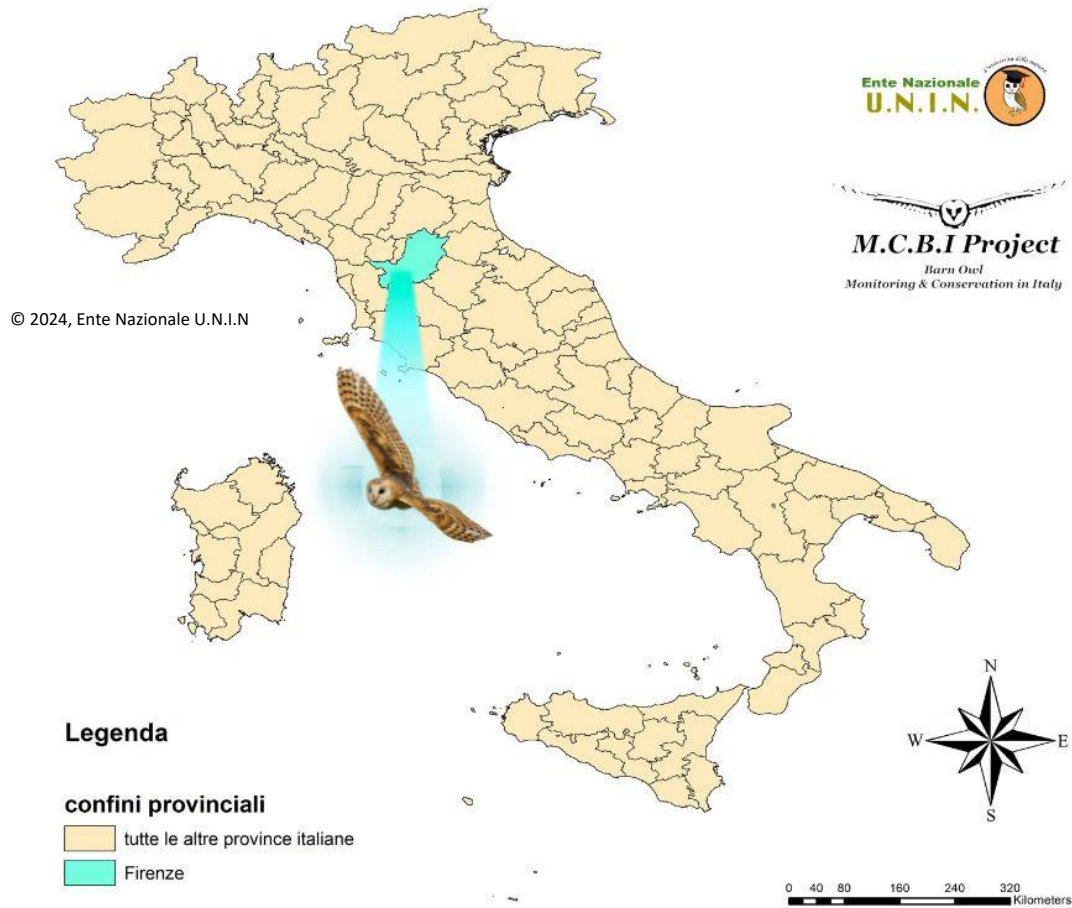 Ente Nazionale
U.N.I.N.
M.C.B.I Project
Barn Owl
Monitoring & Conservation in Italy
© 2024, Ente Nazionale U.N.I.N
Legenda
confini provinciali
tutte le altre province italiane
Firenze
N
W
E
S
0 40 80 160 240 320
Kilometers